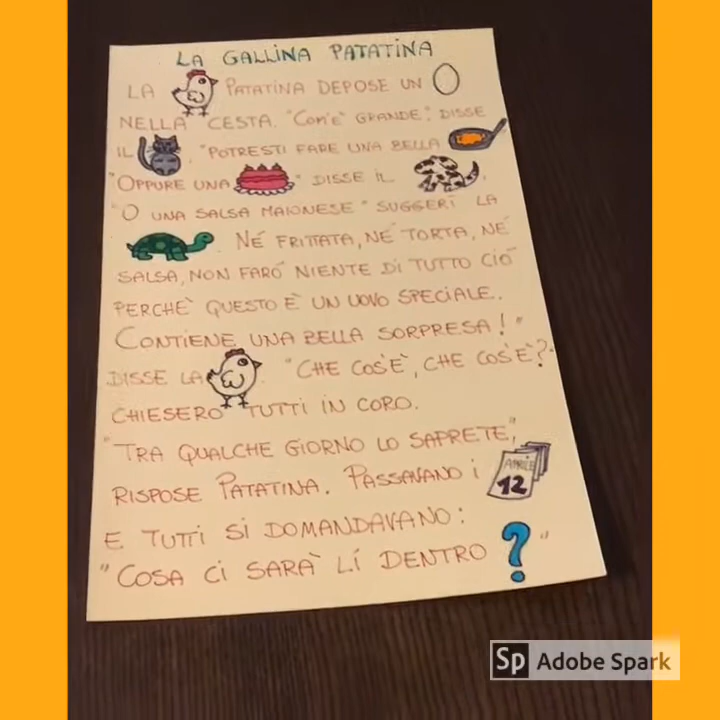 LA GALLINA PATATINA
LA PATATINA DEPOSE UN
NELLA CESTA. "COM'È GRANDE". DISSE
IL "POTRESTI FARE UNA BELLA
"OPPURE UNA " DISSE IL .
"O UNA SALSA MAIONESE" SUGGERÌ LA
NÉ FRITTATA, NÉ TORTA, NÉ
SALSA, NON FARÒ NIENTE DI TUTTO CIÒ
PERCHÈ QUESTO È UN UOVO SPECIALE.
CONTIENE UNA BELLA SORPRESA!"
DISSE LA . "CHE COS'È, CHE COS'È?"
CHIESERO TUTTI IN CORO.
"TRA QUALCHE GIORNO LO SAPRETE",
RISPOSE PATATINA. PASSAVANO I
APRILE
12
E TUTTI SI DOMANDAVANO:
"COSA CI SARÀ LÌ DENTRO ?"
Sp Adobe Spark